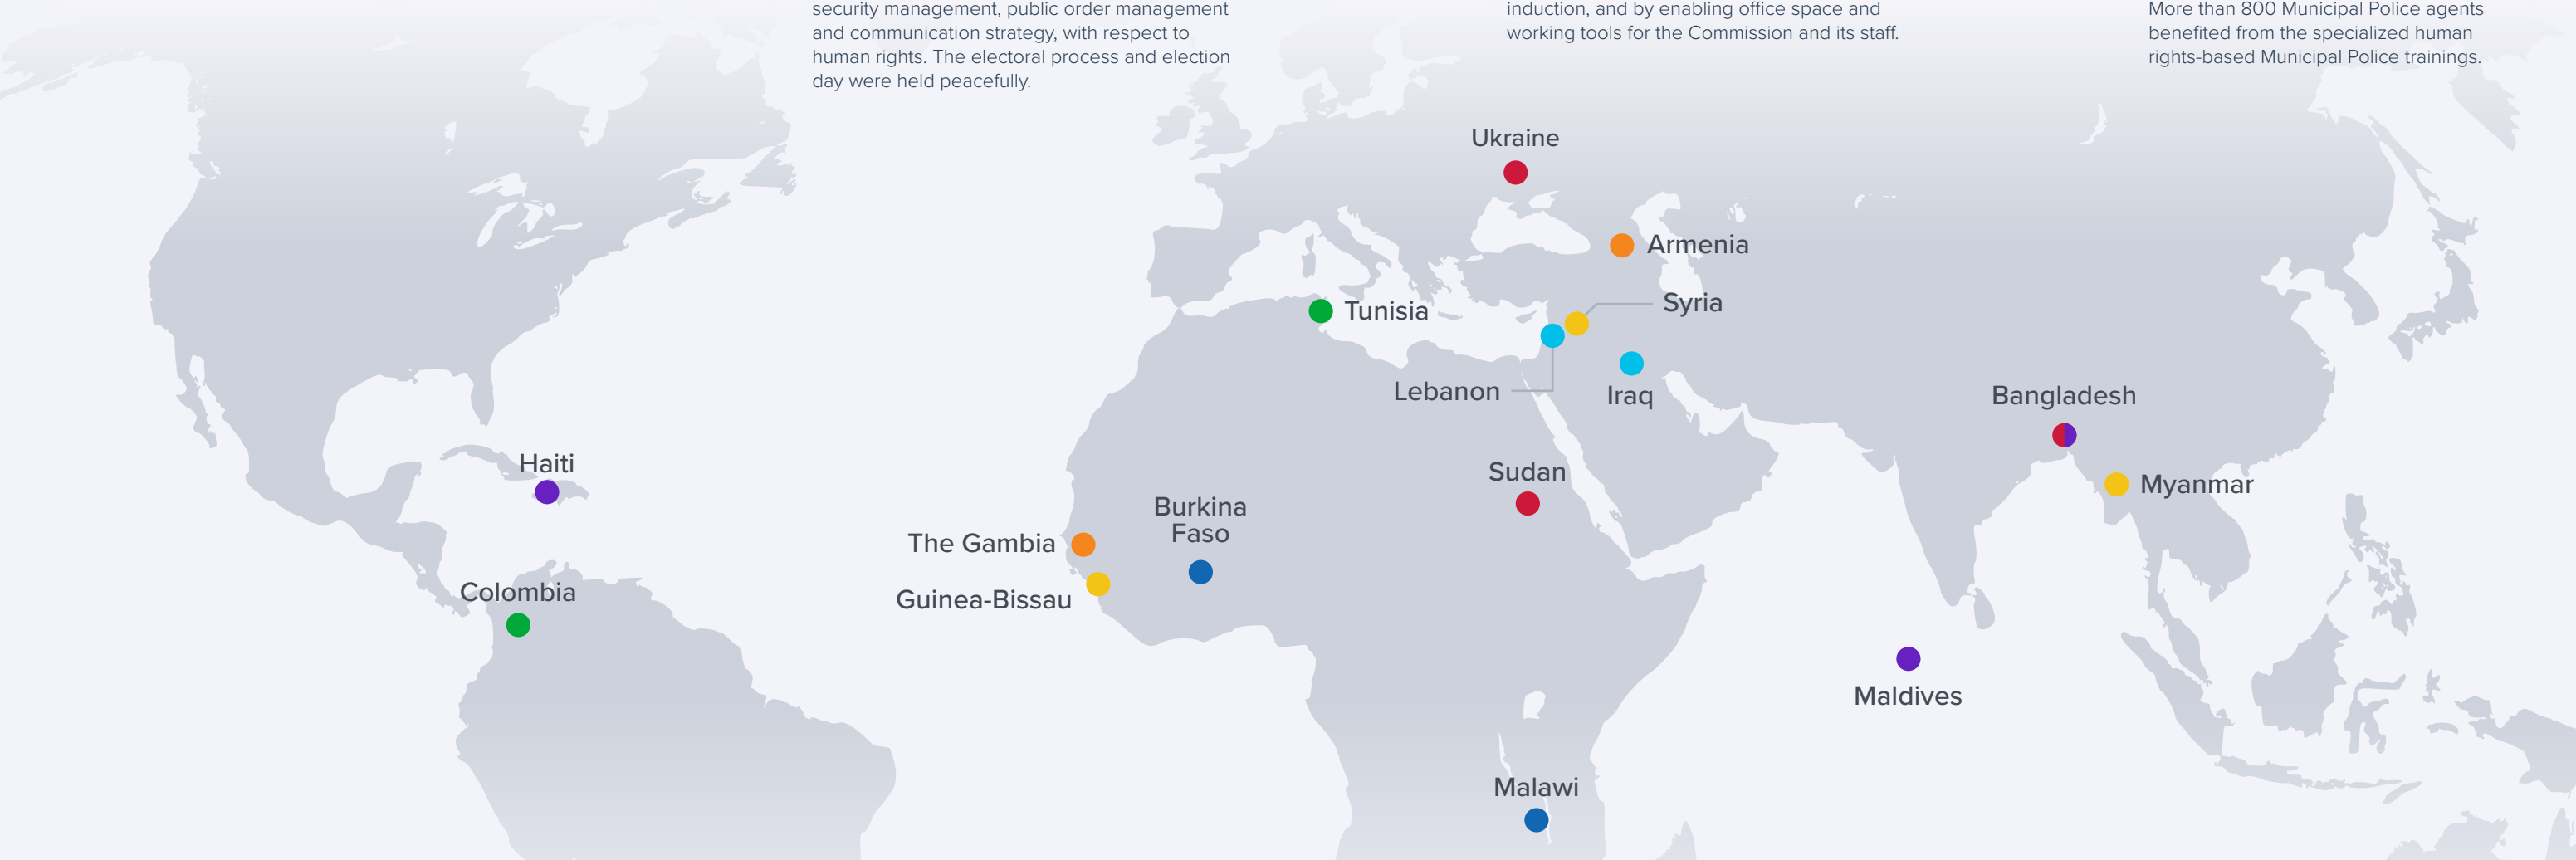 security management, public order management
and communication strategy, with respect to
human rights. The electoral process and election
day were held peacefully.
induction, and by enabling office space and
working tools for the Commission and its staff.
More than 800 Municipal Police agents
benefited from the specialized human
rights-based Municipal Police trainings.
Ukraine
Armenia
Syria
Tunisia
Lebanon
Iraq
Bangladesh
Haiti
Sudan
Myanmar
Burkina
Faso
The Gambia
Colombia
Guinea-Bissau
Maldives
Malawi